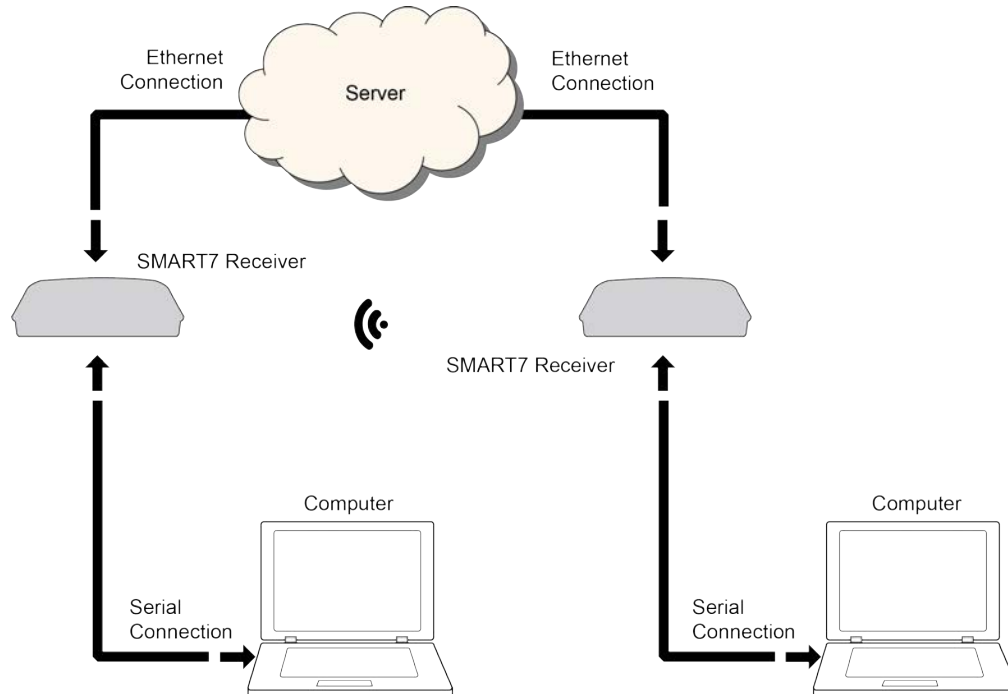 Ethernet
Connection
Server
Ethernet
Connection
SMART7 Receiver
SMART7 Receiver
Computer
Computer
Serial
Connection
Serial
Connection